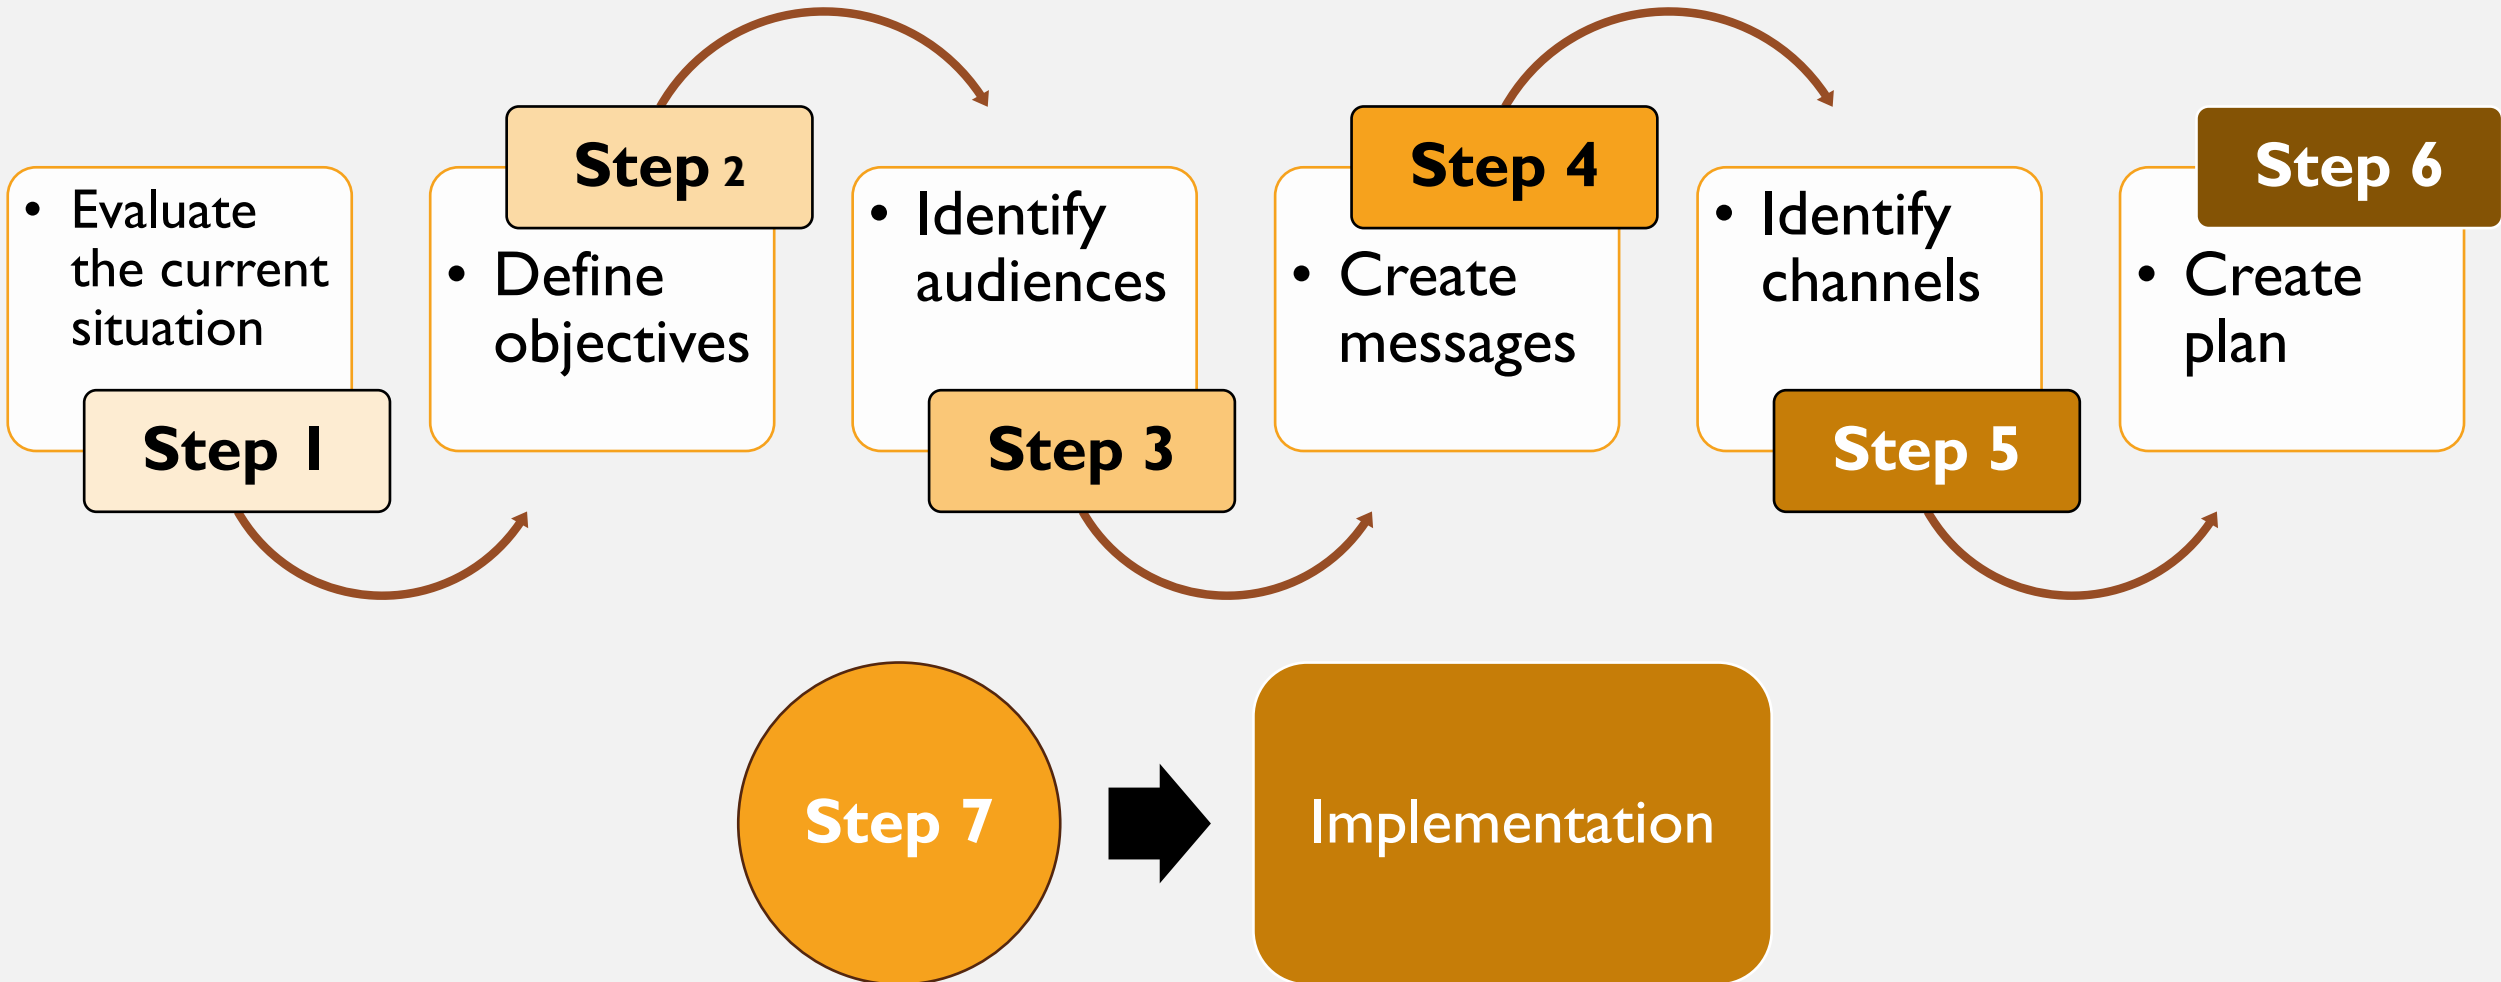 • Evaluate
the current
situation
Step 1
Step 2
• Define
objectives
• Identify
audiences
Step 3
Step 4
• Create
messages
• Identify
channels
Step 5
Step 6
• Create
plan
Step 7
Implementation